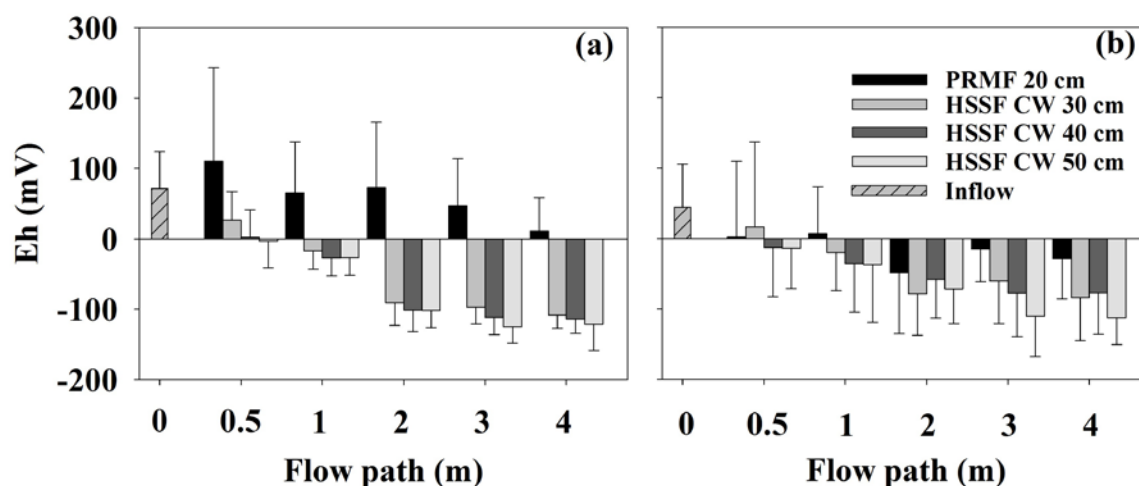 300
200
100
0
-100
-200
Eh (mV)
(a)
0 0.5 1 2 3 4
Flow path (m)
(b)
PRMF 20 cm
HSSF CW 30 cm
HSSF CW 40 cm
HSSF CW 50 cm
Inflow
0 0.5 1 2 3 4
Flow path (m)